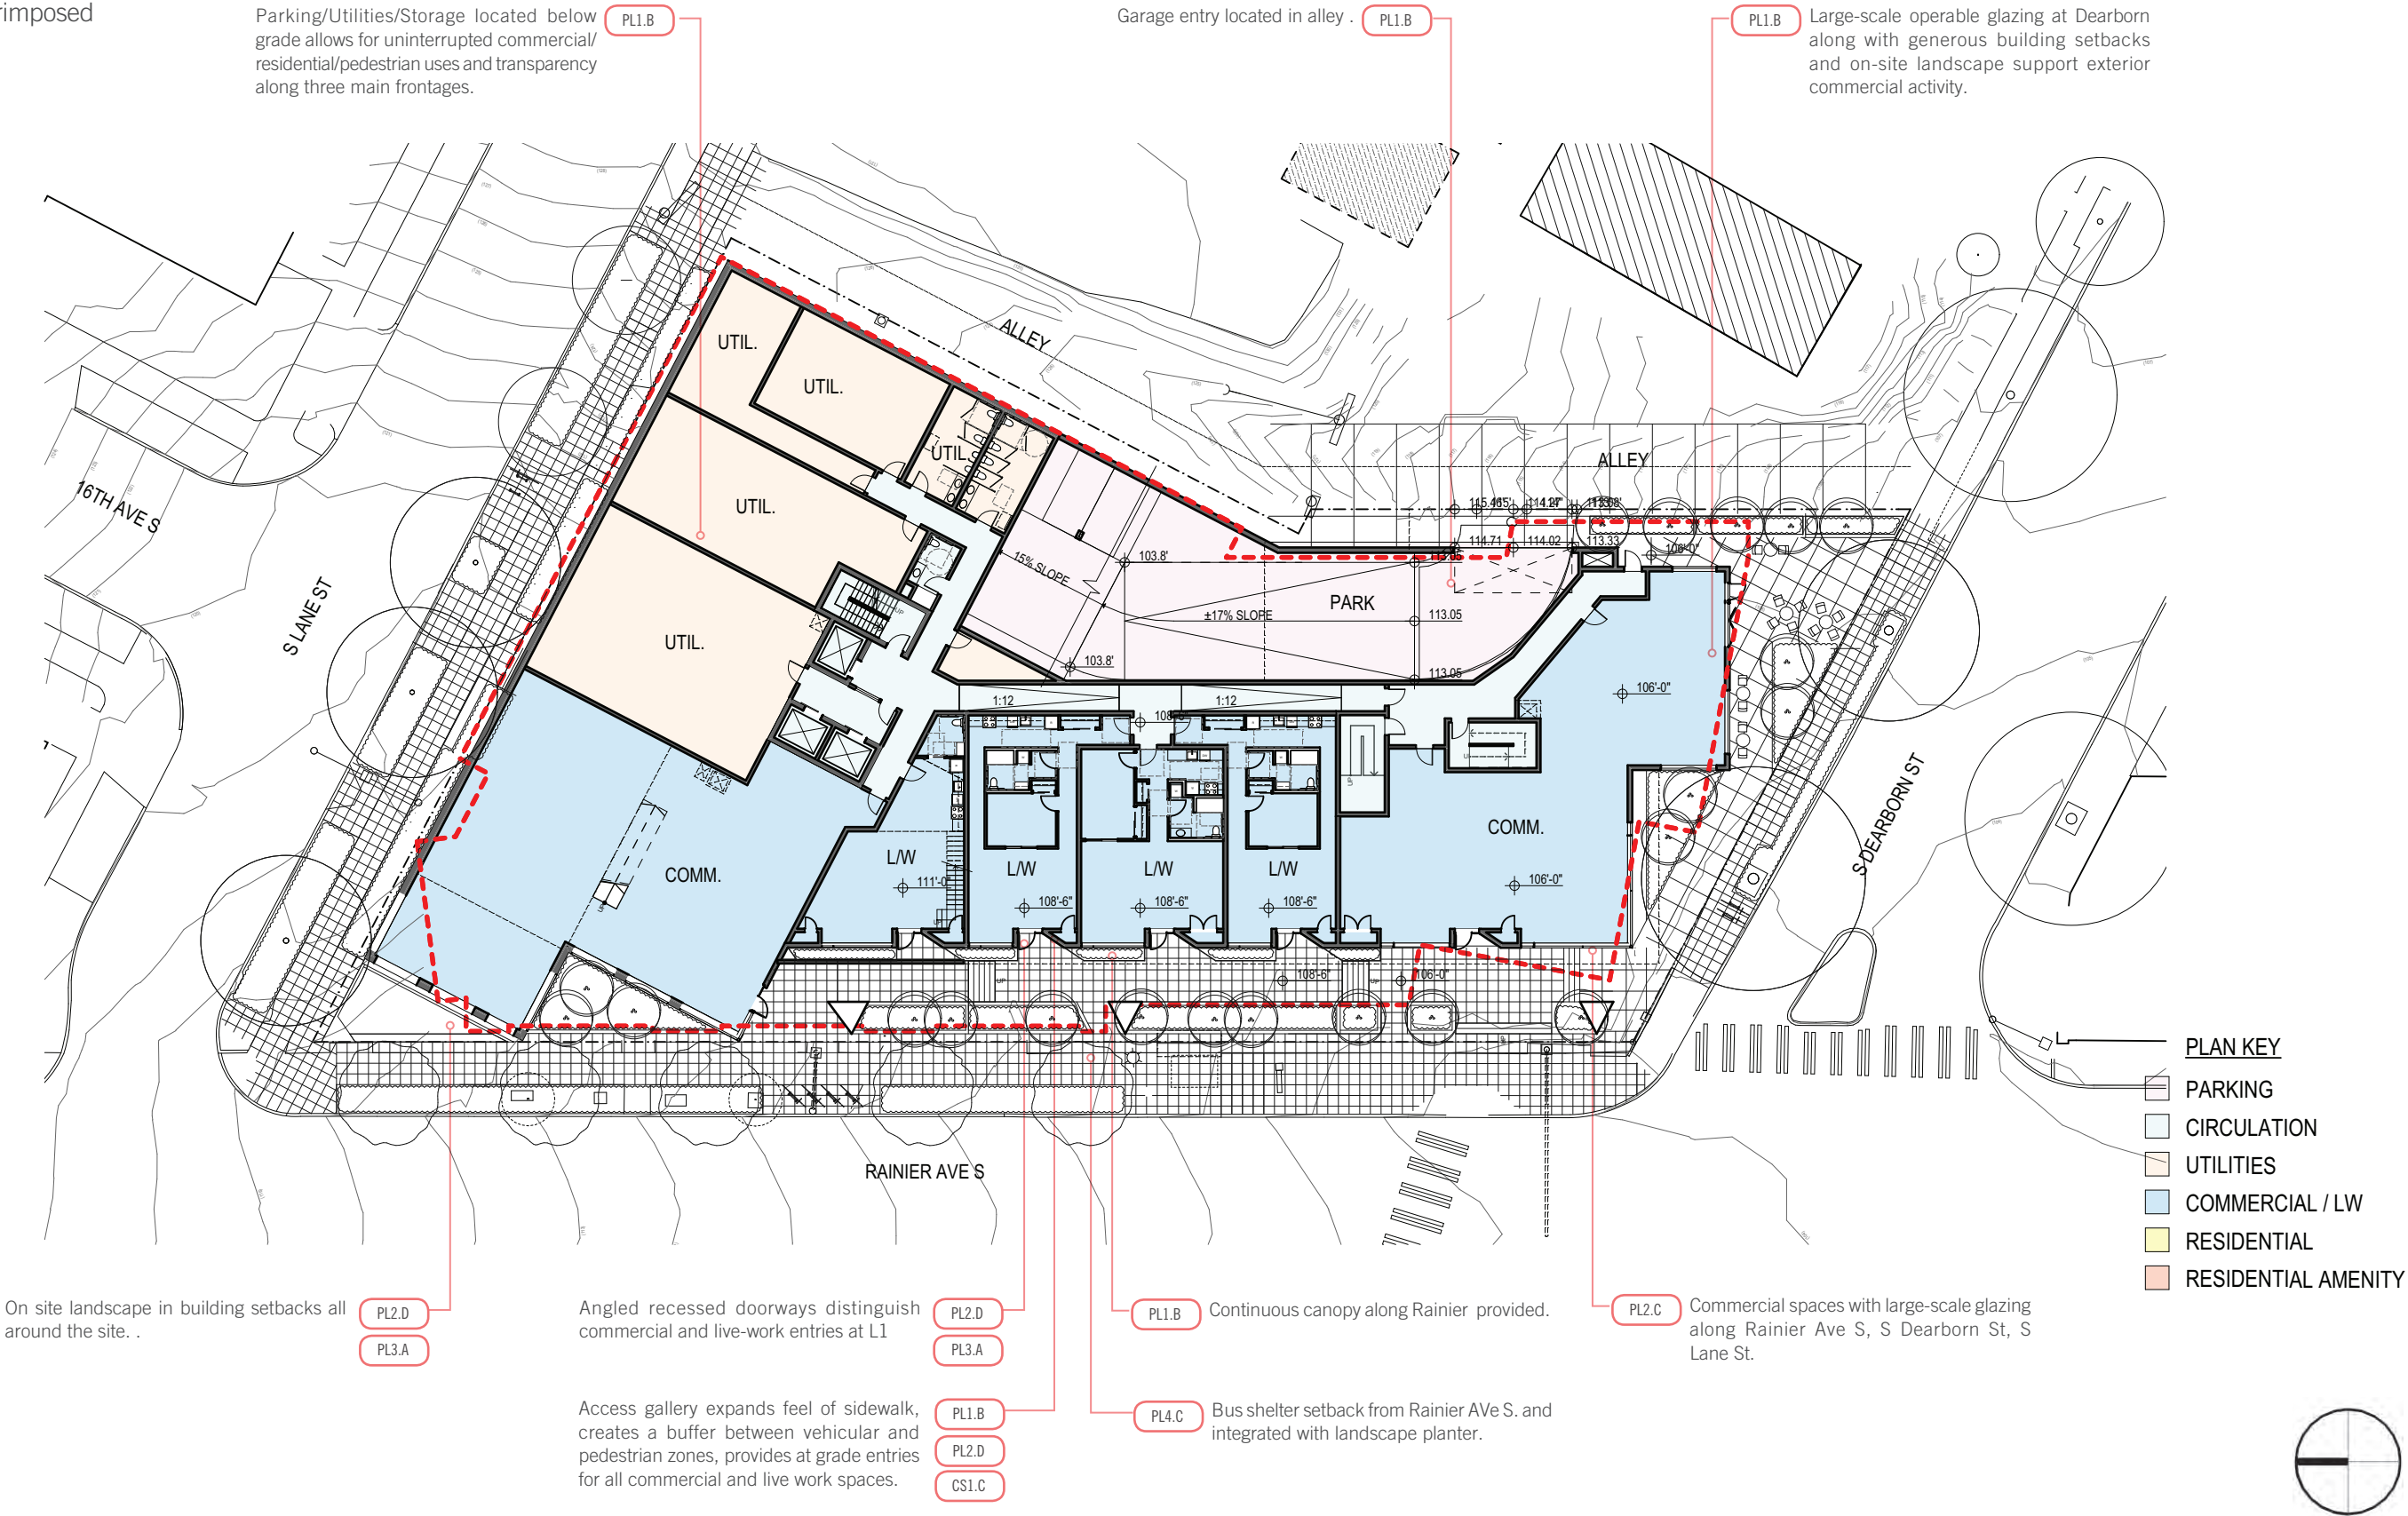 rimposed
Parking/Utilities/Storage located below
grade allows for uninterrupted commercial/
residential/pedestrian uses and transparency
along three main frontages.
PL1.B
Garage entry located in alley .
PL1.B
PL1.B
Large-scale operable glazing at Dearborn
along with generous building setbacks
and on-site landscape support exterior
commercial activity.
ALLEY
ALLEY
UTIL.
UTIL.
UTIL.
UTIL.
UTIL.
16TH AVE S
S LANE ST
15% SLOPE
103.8'
103.8'
±17% SLOPE
PARK
114.71
114.02
113.33
113.05
113.05
113.05
106'-0"
106'-0"
1:12
1:12
UP
COMM.
COMM.
106'-0"
L/W
L/W
L/W
L/W
111'-0"
108'-6"
108'-6"
108'-6"
108'-6"
106'-0"
UP
UP
S DEARBORN ST
RAINIER AVE S
PLAN KEY
PARKING
CIRCULATION
UTILITIES
COMMERCIAL / LW
RESIDENTIAL
RESIDENTIAL AMENITY
On site landscape in building setbacks all
around the site. .
PL2.D
PL3.A
Angled recessed doorways distinguish
commercial and live-work entries at L1
PL2.D
PL3.A
PL1.B
Continuous canopy along Rainier provided.
PL2.C
Commercial spaces with large-scale glazing
along Rainier Ave S, S Dearborn St, S
Lane St.
Access gallery expands feel of sidewalk,
creates a buffer between vehicular and
pedestrian zones, provides at grade entries
for all commercial and live work spaces.
PL1.B
PL2.D
CS1.C
PL4.C
Bus shelter setback from Rainier AVe S. and
integrated with landscape planter.